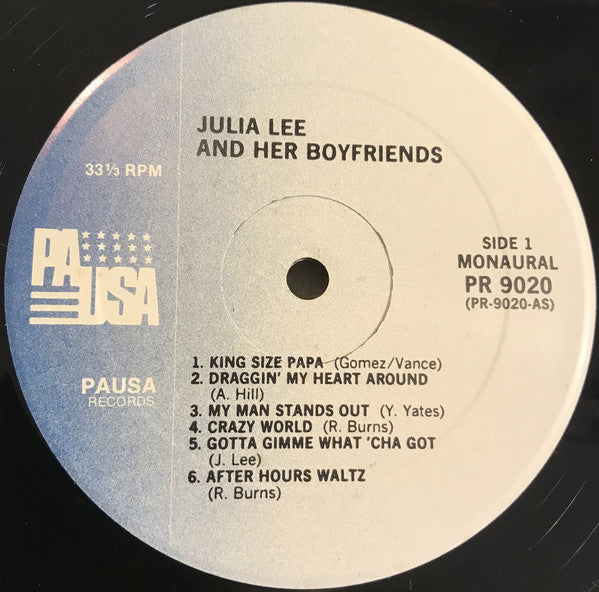 JULIA LEE
AND HER BOYFRIENDS
33⅓ RPM
PAUSA
SIDE 1
MONAURAL
PR 9020
(PR-9020-AS)
PAUSA
RECORDS
1. KING SIZE PAPA (Gomez/Vance)
2. DRAGGIN' MY HEART AROUND
(A. Hill)
3. MY MAN STANDS OUT (Y. Yates)
4. CRAZY WORLD (R. Burns)
5. GOTTA GIMME WHAT 'CHA GOT
(J. Lee)
6. AFTER HOURS WALTZ
(R. Burns)